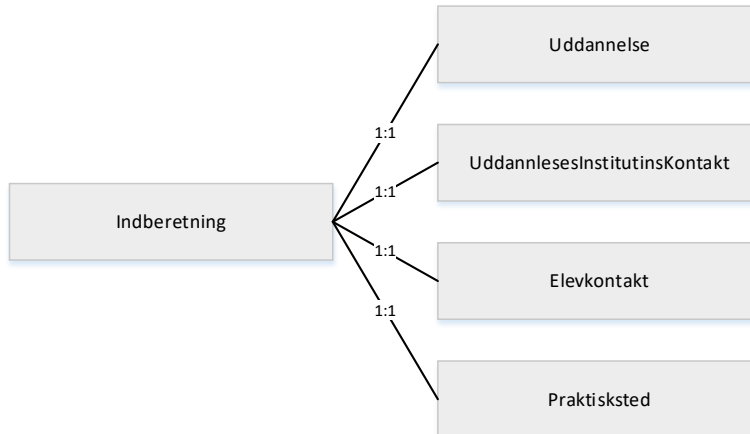 Uddannelse
1:1
UddannlesesInstitutinsKontakt
1:1
Indberetning
1:1
Elevkontakt
1:1
Praktisksted